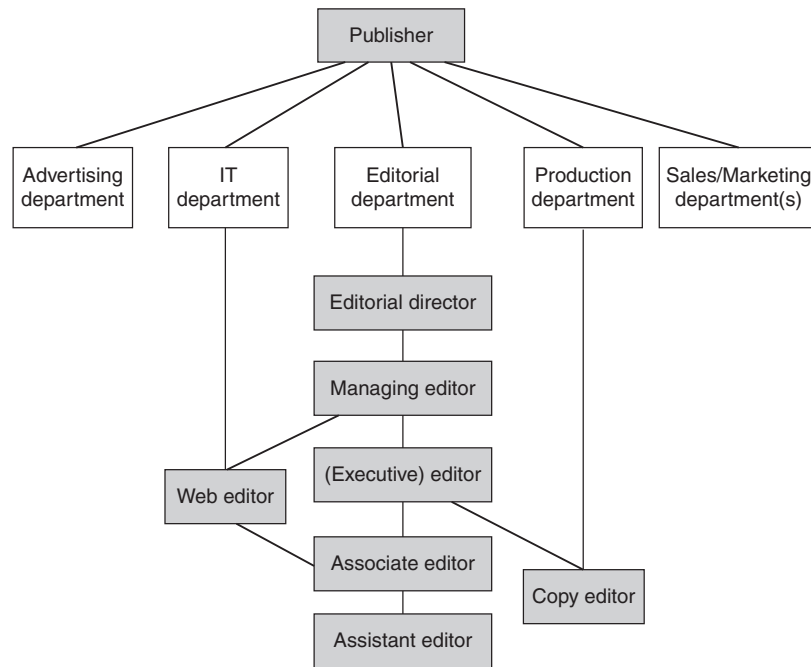 Publisher
Advertising
department
IT
department
Editorial
department
Production
department
Sales/Marketing
department(s)
Editorial director
Managing editor
(Executive) editor
Web editor
Associate editor
Copy editor
Assistant editor